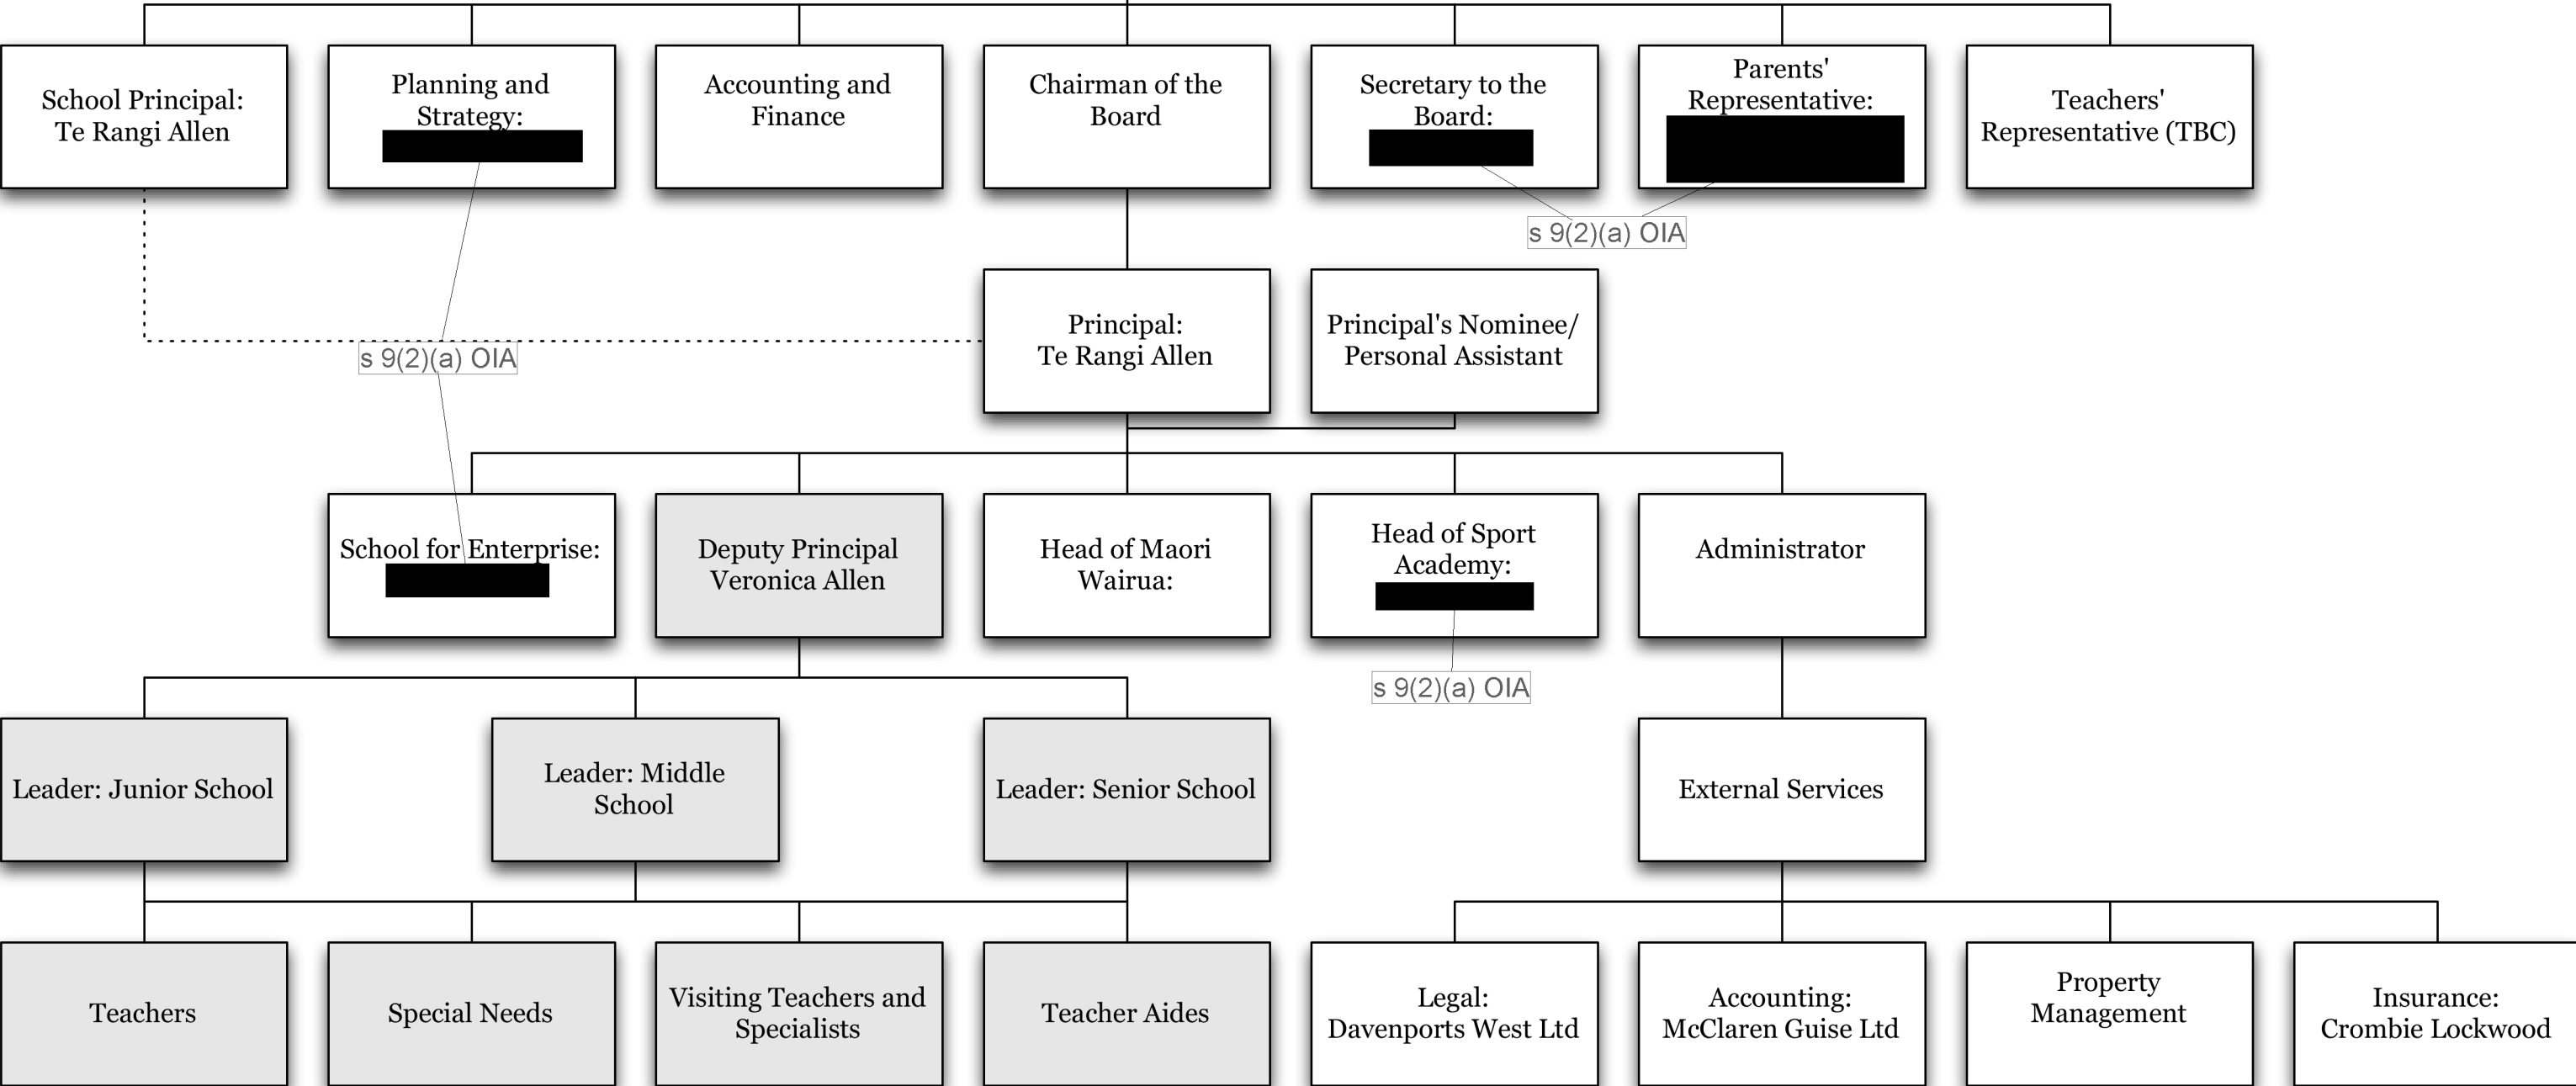 School Principal:
Te Rangi Allen
Planning and
Strategy:
Accounting and
Finance
Chairman of the
Board
Secretary to the
Board:
Parents'
Representative:
Teachers'
Representative (TBC)
s 9(2)(a) OIA
Principal:
Te Rangi Allen
Principal's Nominee/
Personal Assistant
s 9(2)(a) OIA
School for Enterprise:
Deputy Principal
Veronica Allen
Head of Maori
Wairua:
Head of Sport
Academy:
Administrator
s 9(2)(a) OIA
Leader: Junior School
Leader: Middle
School
Leader: Senior School
External Services
Teachers
Special Needs
Visiting Teachers and
Specialists
Teacher Aides
Legal:
Davenports West Ltd
Accounting:
McClaren Guise Ltd
Property
Management
Insurance:
Crombie Lockwood